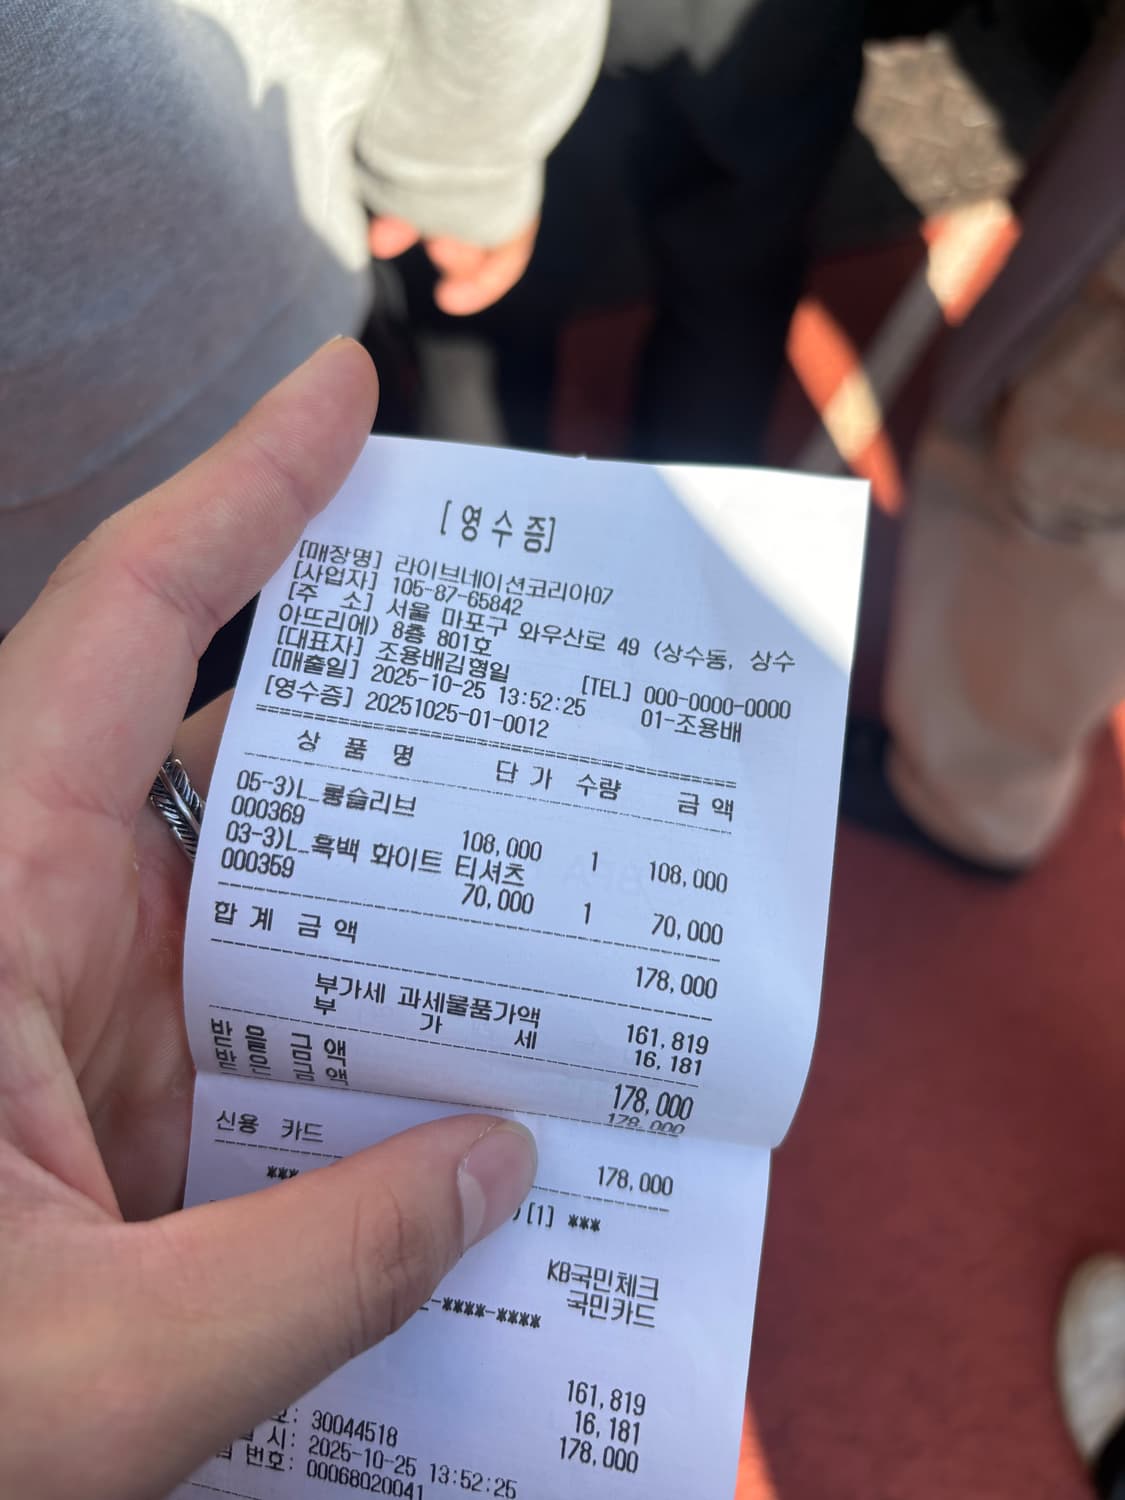 [영수증]
[매장명] 라이브네이션코리아07
[사업자] 105-87-65842
[주 소] 서울 마포구 와우산로 49 (상수동, 상수
아뜨리에) 8층 801호
[대표자] 조용배김형일 [TEL] 000-0000-0000
[매출일] 2025-10-25 13:52:25 01-조용배
[영수증] 20251025-01-0012
상 품 명 단 가 수량 금 액
05-3)L_롱슬리브
000369 108,000 1 108,000
03-3)L_흑백 화이트 티셔츠
000359 70,000 1 70,000
합 계 금 액 178,000
부가세 과세물품가액 161,819
부 가 세 16,181
받 을 금 액 178,000
받 은 금 액 178,000
신용 카드 178,000
*** [1] ***
KB국민체크
-****-**** 국민카드
161,819
16,181
178,000
: 30044518
시: 2025-10-25 13:52:25
번호: 00068020041